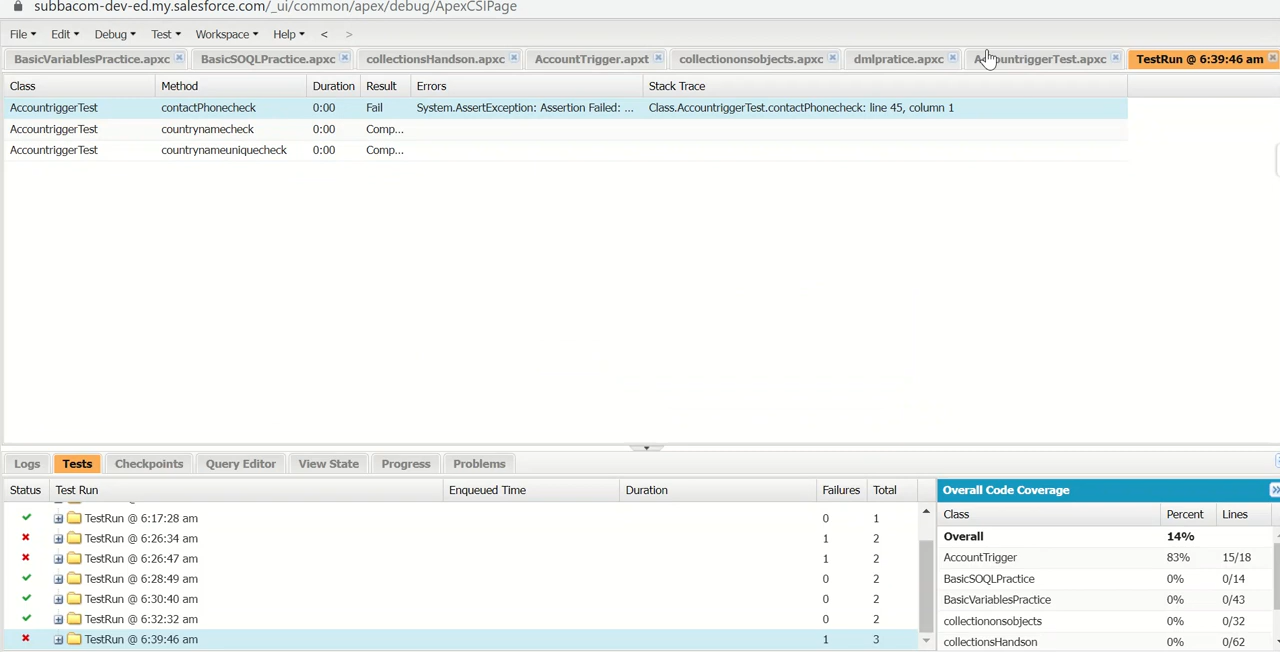 subbacom-dev-ed.my.salesforce.com/_ui/common/apex/debug/ApexCSIPage
File Edit Debug Test Workspace Help < >
BasicVariablesPractice.apxc BasicSOQLPractice.apxc collectionsHandson.apxc AccountTrigger.apxt collectiononsobjects.apxc dmlpratice.apxc TestRun @ 6:39:46 am
Class Method Duration Result Errors Stack Trace
AccountriggerTest contactPhonecheck 0:00 Fail System.AssertException: Assertion Failed: ... Class.AccountriggerTest.contactPhonecheck: line 45, column 1
AccountriggerTest countrynamecheck 0:00 Comp...
AccountriggerTest countrynameuniquecheck 0:00 Comp...
Logs Tests Checkpoints Query Editor View State Progress Problems
Status Test Run Enqueued Time Duration Failures Total
TestRun @ 6:17:28 am 0 1
TestRun @ 6:26:34 am 1 2
TestRun @ 6:26:47 am 1 2
TestRun @ 6:28:49 am 0 2
TestRun @ 6:30:40 am 0 2
TestRun @ 6:32:32 am 0 2
TestRun @ 6:39:46 am 1 3
Overall Code Coverage
Class Percent Lines
Overall 14%
AccountTrigger 83% 15/18
BasicSOQLPractice 0% 0/14
BasicVariablesPractice 0% 0/43
collectiononsobjects 0% 0/32
collectionsHandson 0% 0/62